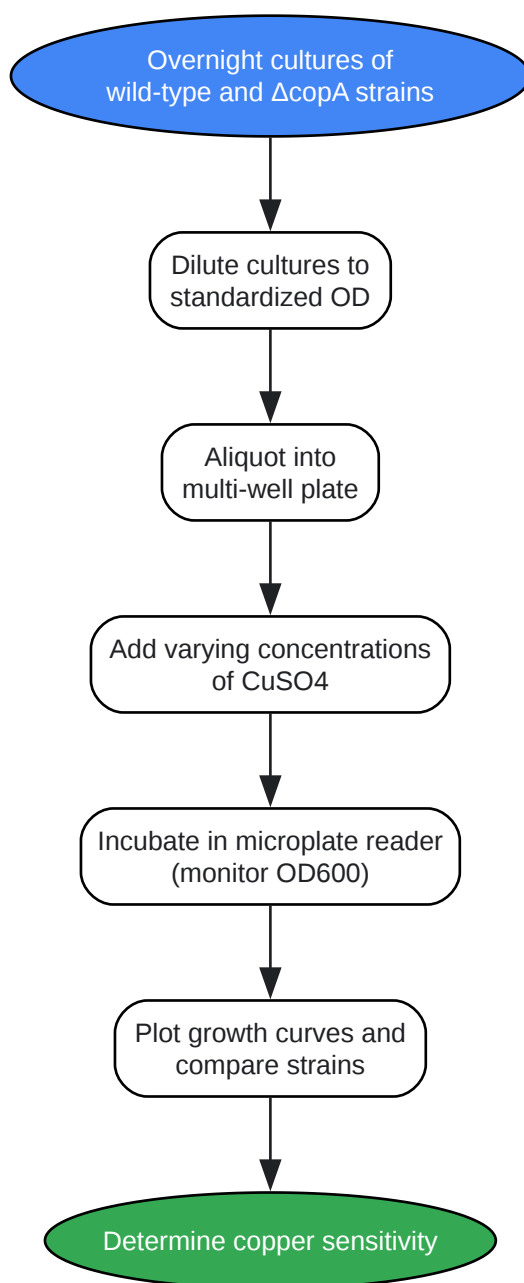 Overnight cultures of
wild-type and ΔcopA strains
Dilute cultures to
standardized OD
Aliquot into
multi-well plate
Add varying concentrations
of CuSO4
Incubate in microplate reader
(monitor OD600)
Plot growth curves and
compare strains
Determine copper sensitivity